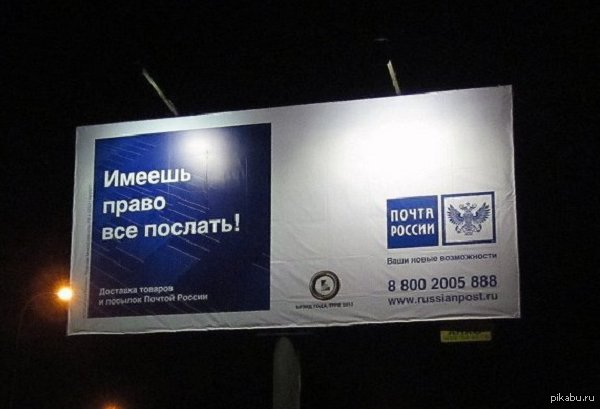 Имеешь
право
все послать!
Доставка товаров
и посылок Почтой России
ПОЧТА
РОССИИ
Ваши новые возможности
8 800 2005 888
www.russianpost.ru
pikabu.ru